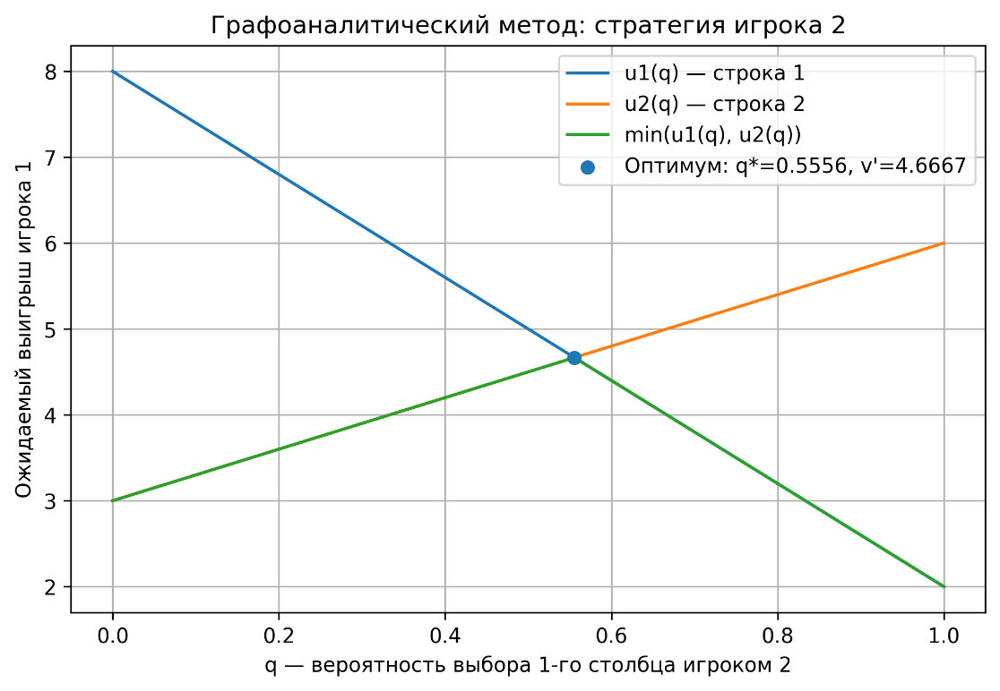 Графоаналитический метод: стратегия игрока 2
u1(q) — строка 1
u2(q) — строка 2
min(u1(q), u2(q))
Оптимум: q*=0.5556, v'=4.6667
Ожидаемый выигрыш игрока 1
8
7
6
5
4
3
2
0.0 0.2 0.4 0.6 0.8 1.0
q — вероятность выбора 1-го столбца игроком 2